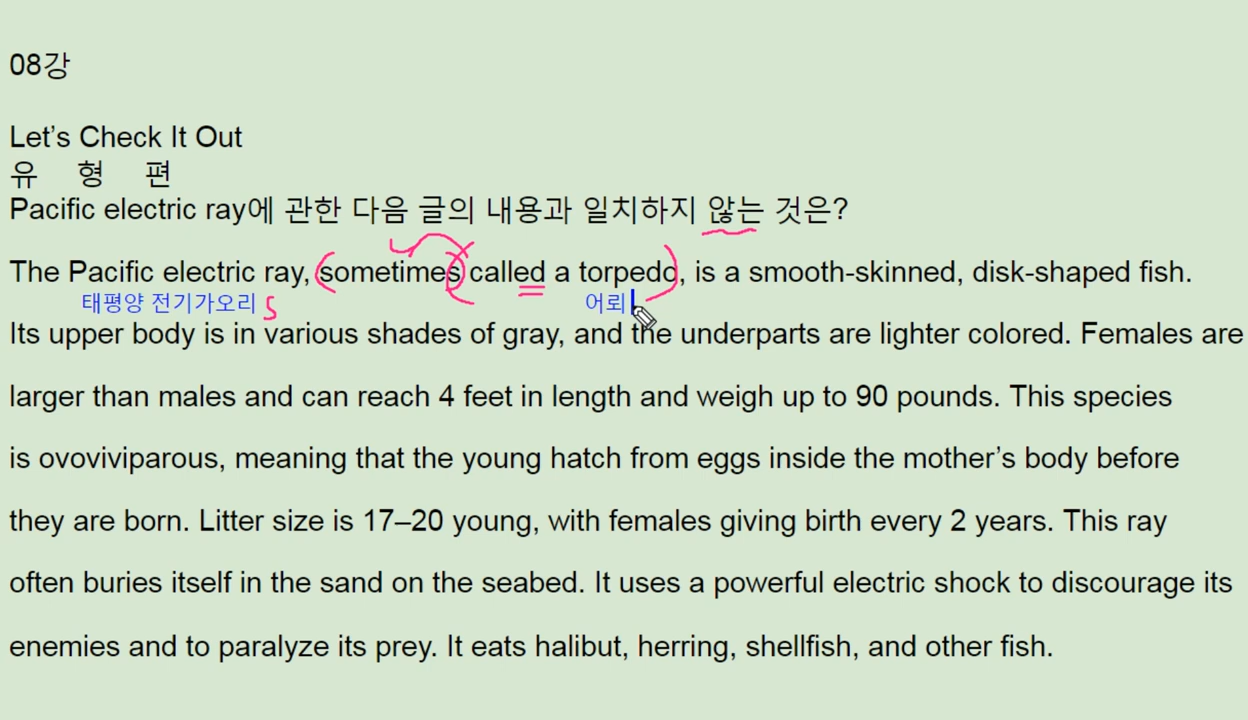 08강
Let's Check It Out
유 형 편
Pacific electric ray에 관한 다음 글의 내용과 일치하지 않는 것은?
The Pacific electric ray, sometimes called a torpedo, is a smooth-skinned, disk-shaped fish.
태평양 전기가오리 S 어뢰
Its upper body is in various shades of gray, and the underparts are lighter colored. Females are
larger than males and can reach 4 feet in length and weigh up to 90 pounds. This species
is ovoviviparous, meaning that the young hatch from eggs inside the mother's body before
they are born. Litter size is 17–20 young, with females giving birth every 2 years. This ray
often buries itself in the sand on the seabed. It uses a powerful electric shock to discourage its
enemies and to paralyze its prey. It eats halibut, herring, shellfish, and other fish.